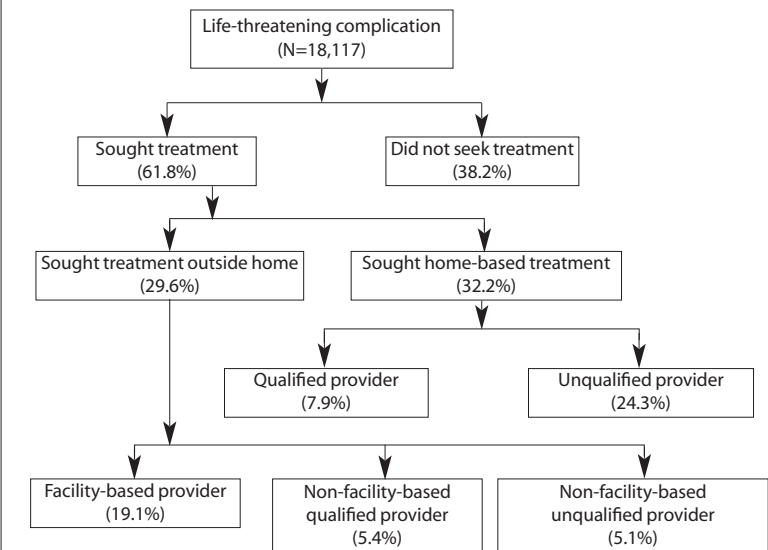 Life-threatening complication
(N=18,117)
Sought treatment
(61.8%)
Did not seek treatment
(38.2%)
Sought treatment outside home
(29.6%)
Sought home-based treatment
(32.2%)
Qualified provider
(7.9%)
Unqualified provider
(24.3%)
Facility-based provider
(19.1%)
Non-facility-based
qualified provider
(5.4%)
Non-facility-based
unqualified provider
(5.1%)